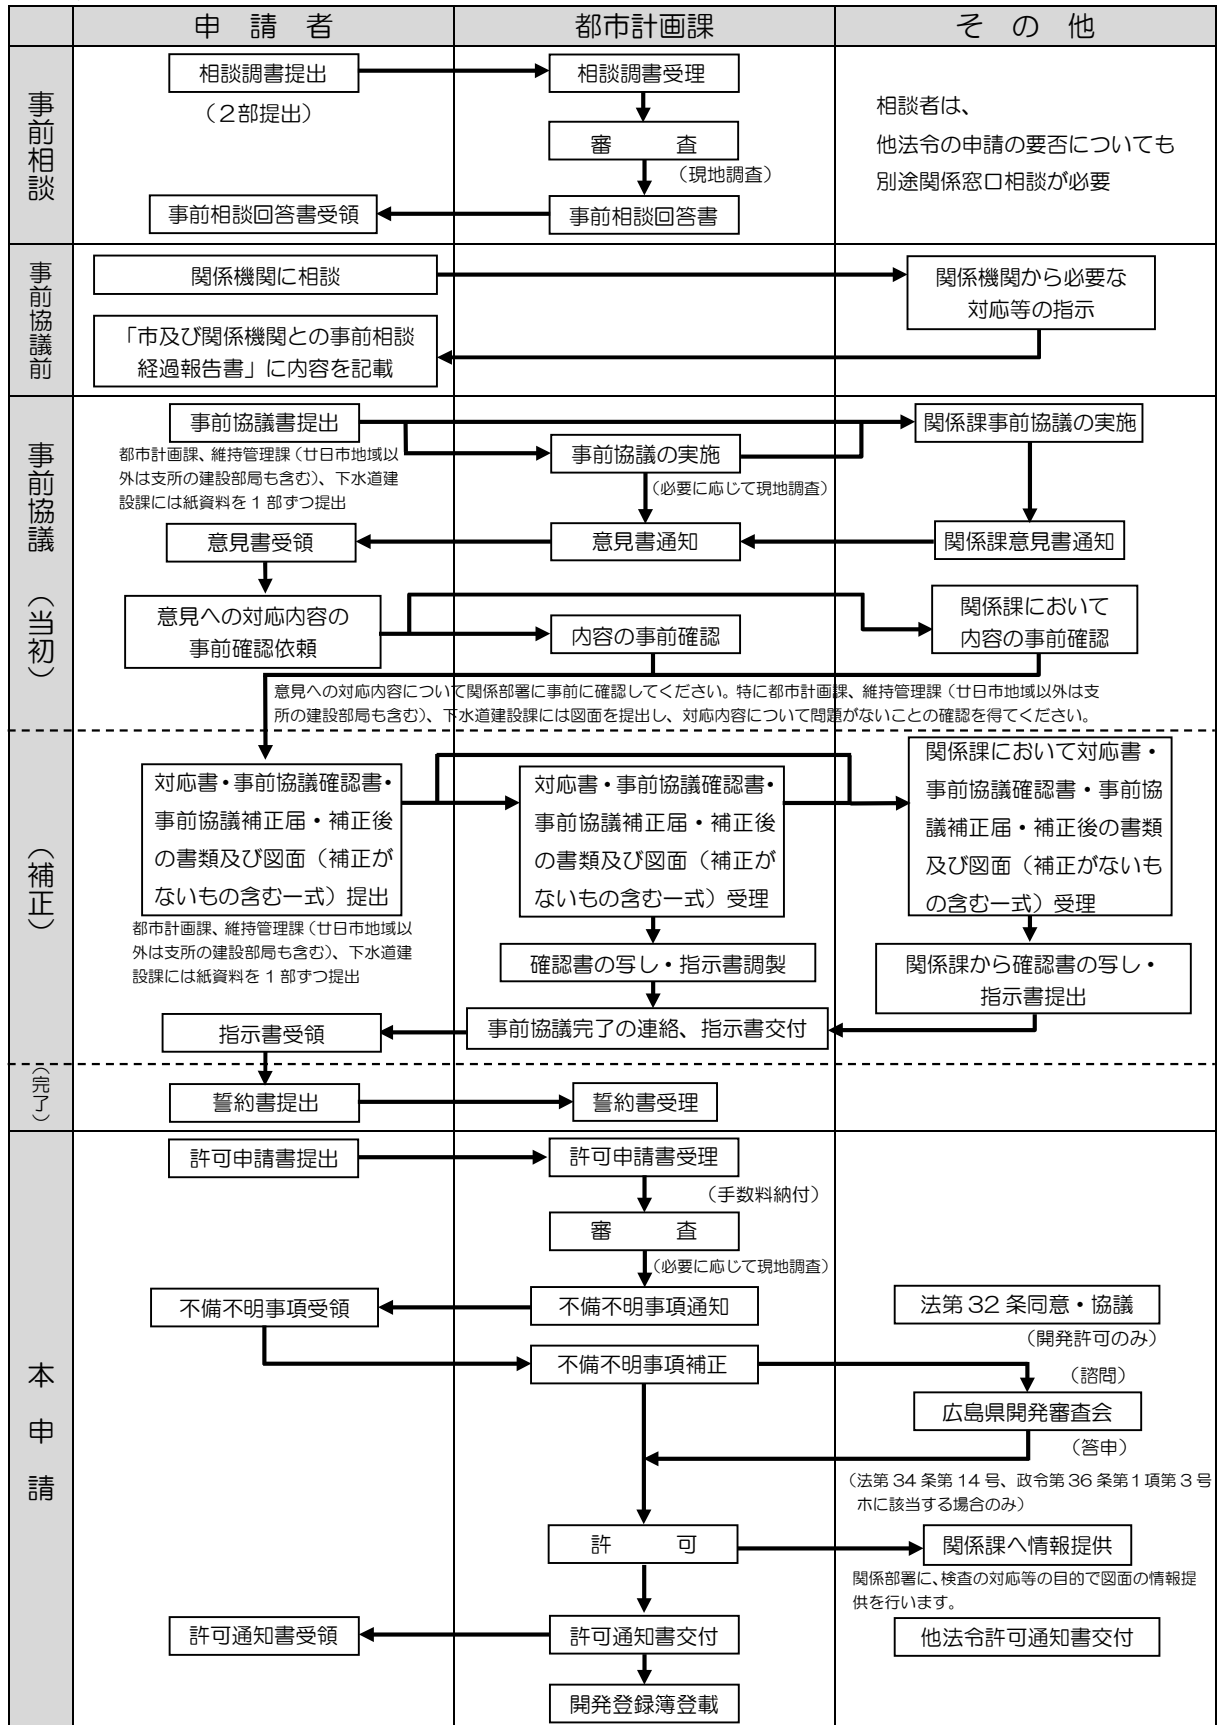 申　請　者
都市計画課
そ　の　他
事前相談
相談調書提出
（２部提出）
相談調書受理
審　　査
（現地調査）
事前相談回答書
事前相談回答書受領
相談者は、
他法令の申請の要否についても
別途関係窓口相談が必要
事前協議前
関係機関に相談
関係機関から必要な
対応等の指示
「市及び関係機関との事前相談
経過報告書」に内容を記載
事前協議
（当初）
事前協議書提出
都市計画課、維持管理課（廿日市地域以
外は支所の建設部局も含む）、下水道建
設課には紙資料を１部ずつ提出
事前協議の実施
（必要に応じて現地調査）
関係課事前協議の実施
意見書受領
意見書通知
関係課意見書通知
意見への対応内容の
事前確認依頼
内容の事前確認
関係課において
内容の事前確認
意見への対応内容について関係部署に事前に確認してください。特に都市計画課、維持管理課（廿日市地域以外は支
所の建設部局も含む）、下水道建設課には図面を提出し、対応内容について問題がないことの確認を得てください。
（補正）
対応書・事前協議確認書・
事前協議補正届・補正後
の書類及び図面（補正が
ないもの含む一式）提出
都市計画課、維持管理課（廿日市地域以
外は支所の建設部局も含む）、下水道建
設課には紙資料を１部ずつ提出
対応書・事前協議確認書・
事前協議補正届・補正後
の書類及び図面（補正が
ないもの含む一式）受理
関係課において対応書・
事前協議確認書・事前協
議補正届・補正後の書類
及び図面（補正がないも
の含む一式）受理
確認書の写し・指示書調製
関係課から確認書の写し・
指示書提出
指示書受領
事前協議完了の連絡、指示書交付
（完了）
誓約書提出
誓約書受理
本　申　請
許可申請書提出
許可申請書受理
（手数料納付）
審　　査
（必要に応じて現地調査）
不備不明事項受領
不備不明事項通知
法第 32 条同意・協議
（開発許可のみ）
不備不明事項補正
（諮問）
広島県開発審査会
（答申）
（法第 34 条第 14 号、政令第 36 条第１項第３号
ホに該当する場合のみ）
許　　可
関係課へ情報提供
関係部署に、検査の対応等の目的で図面の情報提
供を行います。
許可通知書受領
許可通知書交付
他法令許可通知書交付
開発登録簿登載